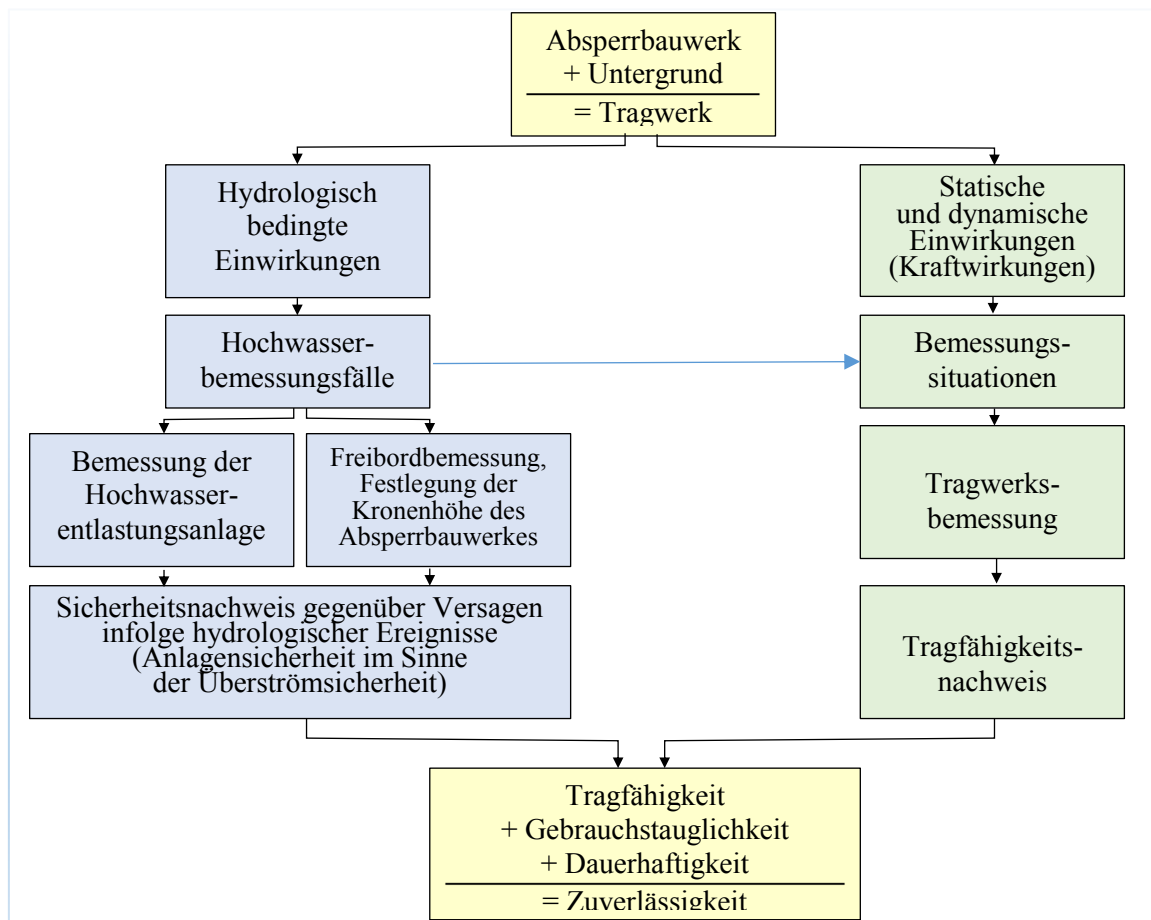 Absperrbauwerk
+ Untergrund
= Tragwerk
Hydrologisch
bedingte
Einwirkungen
Statische
und dynamische
Einwirkungen
(Kraftwirkungen)
Hochwasser-
bemessungsfälle
Bemessungs-
situationen
Bemessung der
Hochwasser-
entlastungsanlage
Freibordbemessung,
Festlegung der
Kronenhöhe des
Absperrbauwerkes
Tragwerks-
bemessung
Sicherheitsnachweis gegenüber Versagen
infolge hydrologischer Ereignisse
(Anlagensicherheit im Sinne
der Überströmsicherheit)
Tragfähigkeits-
nachweis
Tragfähigkeit
+ Gebrauchstauglichkeit
+ Dauerhaftigkeit
= Zuverlässigkeit